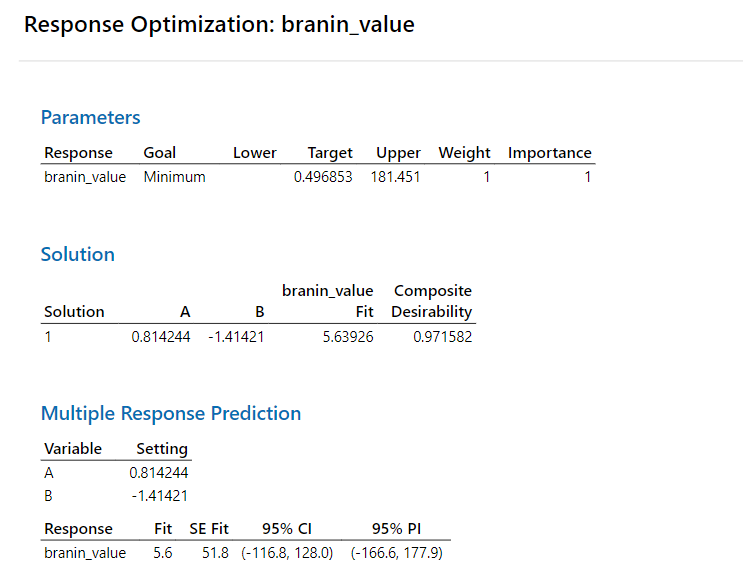 Response Optimization: branin_value
Parameters
Response Goal Lower Target Upper Weight Importance
branin_value Minimum 0.496853 181.451 1 1
Solution
branin_value Composite
Solution A B Fit Desirability
1 0.814244 -1.41421 5.63926 0.971582
Multiple Response Prediction
Variable Setting
A 0.814244
B -1.41421
Response Fit SE Fit 95% CI 95% PI
branin_value 5.6 51.8 (-116.8, 128.0) (-166.6, 177.9)